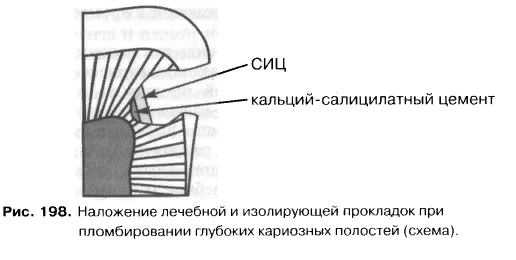 СИЦ
кальций-салицилатный цемент
Рис. 198. Наложение лечебной и изолирующей прокладок при
пломбировании глубоких кариозных полостей (схема).